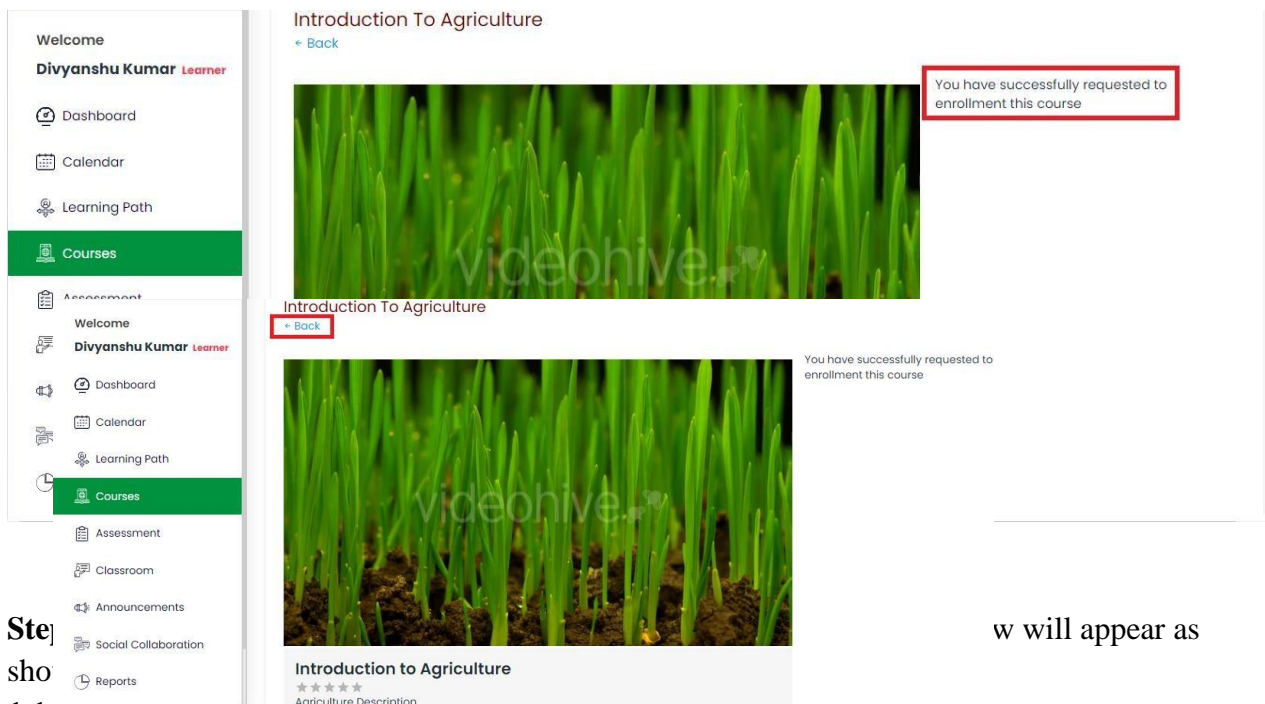 Introduction To Agriculture
← Back
Welcome
Divyanshu Kumar Learner
You have successfully requested to
enrollment this course
Dashboard
Calendar
Learning Path
Courses
Assessment
videohive
Introduction To Agriculture
← Back
Welcome
Divyanshu Kumar Learner
You have successfully requested to
enrollment this course
Dashboard
Calendar
Learning Path
Courses
Assessment
Classroom
Announcements
Social Collaboration
Reports
videohive
Introduction to Agriculture
Agriculture Description
w will appear as